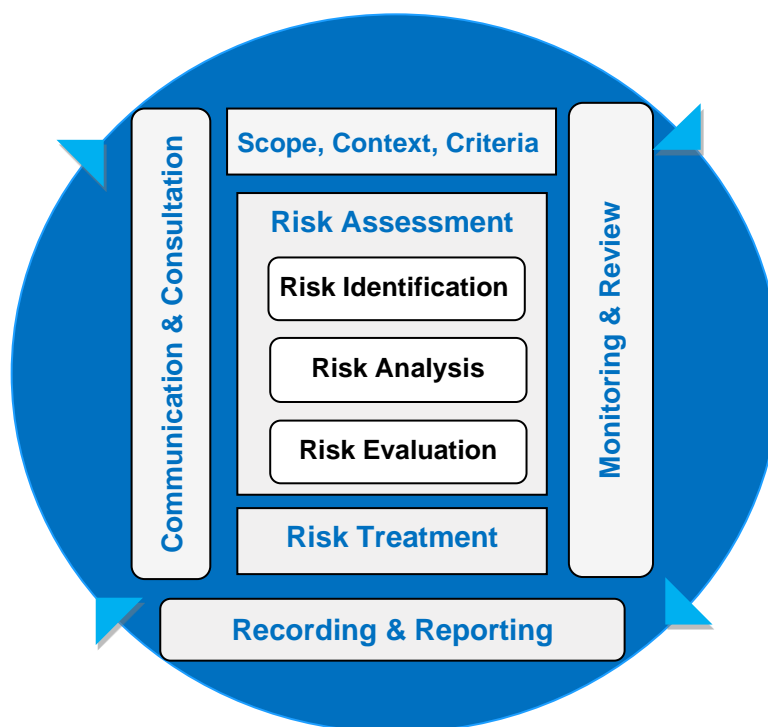 Scope, Context, Criteria
Communication & Consultation
Risk Assessment
Risk Identification
Risk Analysis
Risk Evaluation
Monitoring & Review
Risk Treatment
Recording & Reporting